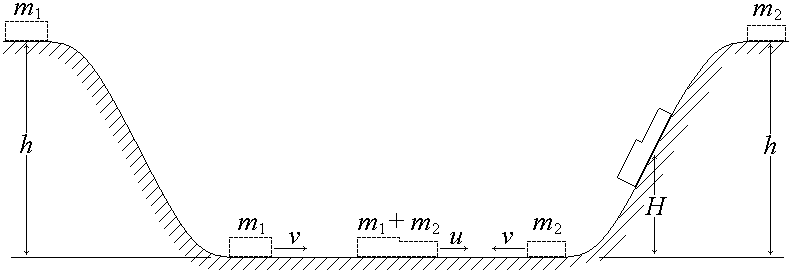 m₁ m₂
h H h
m₁ v m₁ + m₂ u v m₂